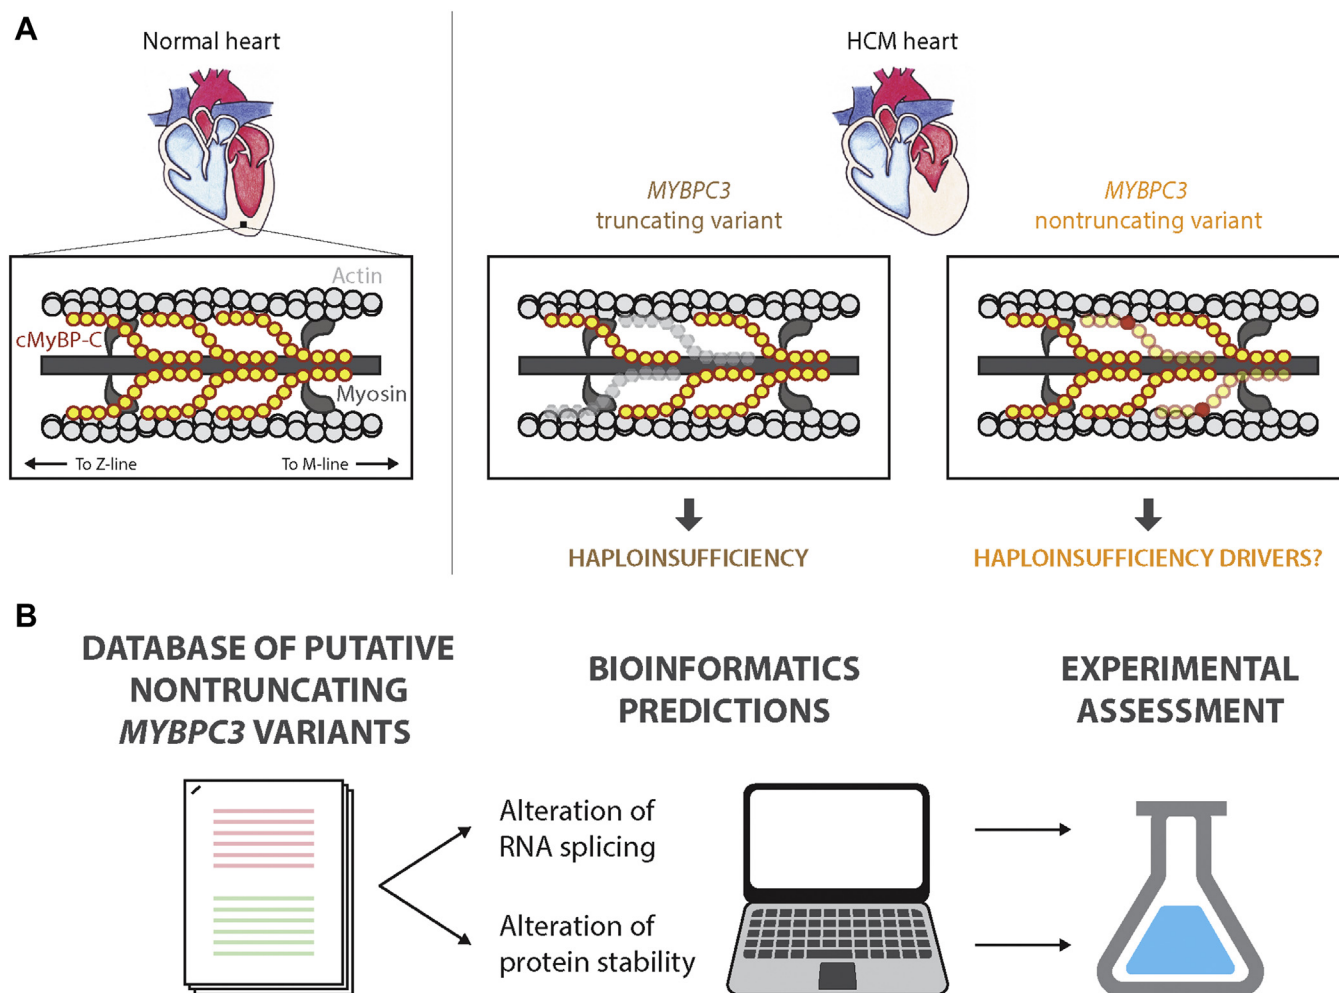 A
Normal heart
HCM heart
MYBPC3
truncating variant
MYBPC3
nontruncating variant
Actin
cMyBP-C
Myosin
To Z-line
To M-line
HAPLOINSUFFICIENCY
HAPLOINSUFFICIENCY DRIVERS?
B
DATABASE OF PUTATIVE
NONTRUNCATING
MYBPC3 VARIANTS
BIOINFORMATICS
PREDICTIONS
EXPERIMENTAL
ASSESSMENT
Alteration of
RNA splicing
Alteration of
protein stability